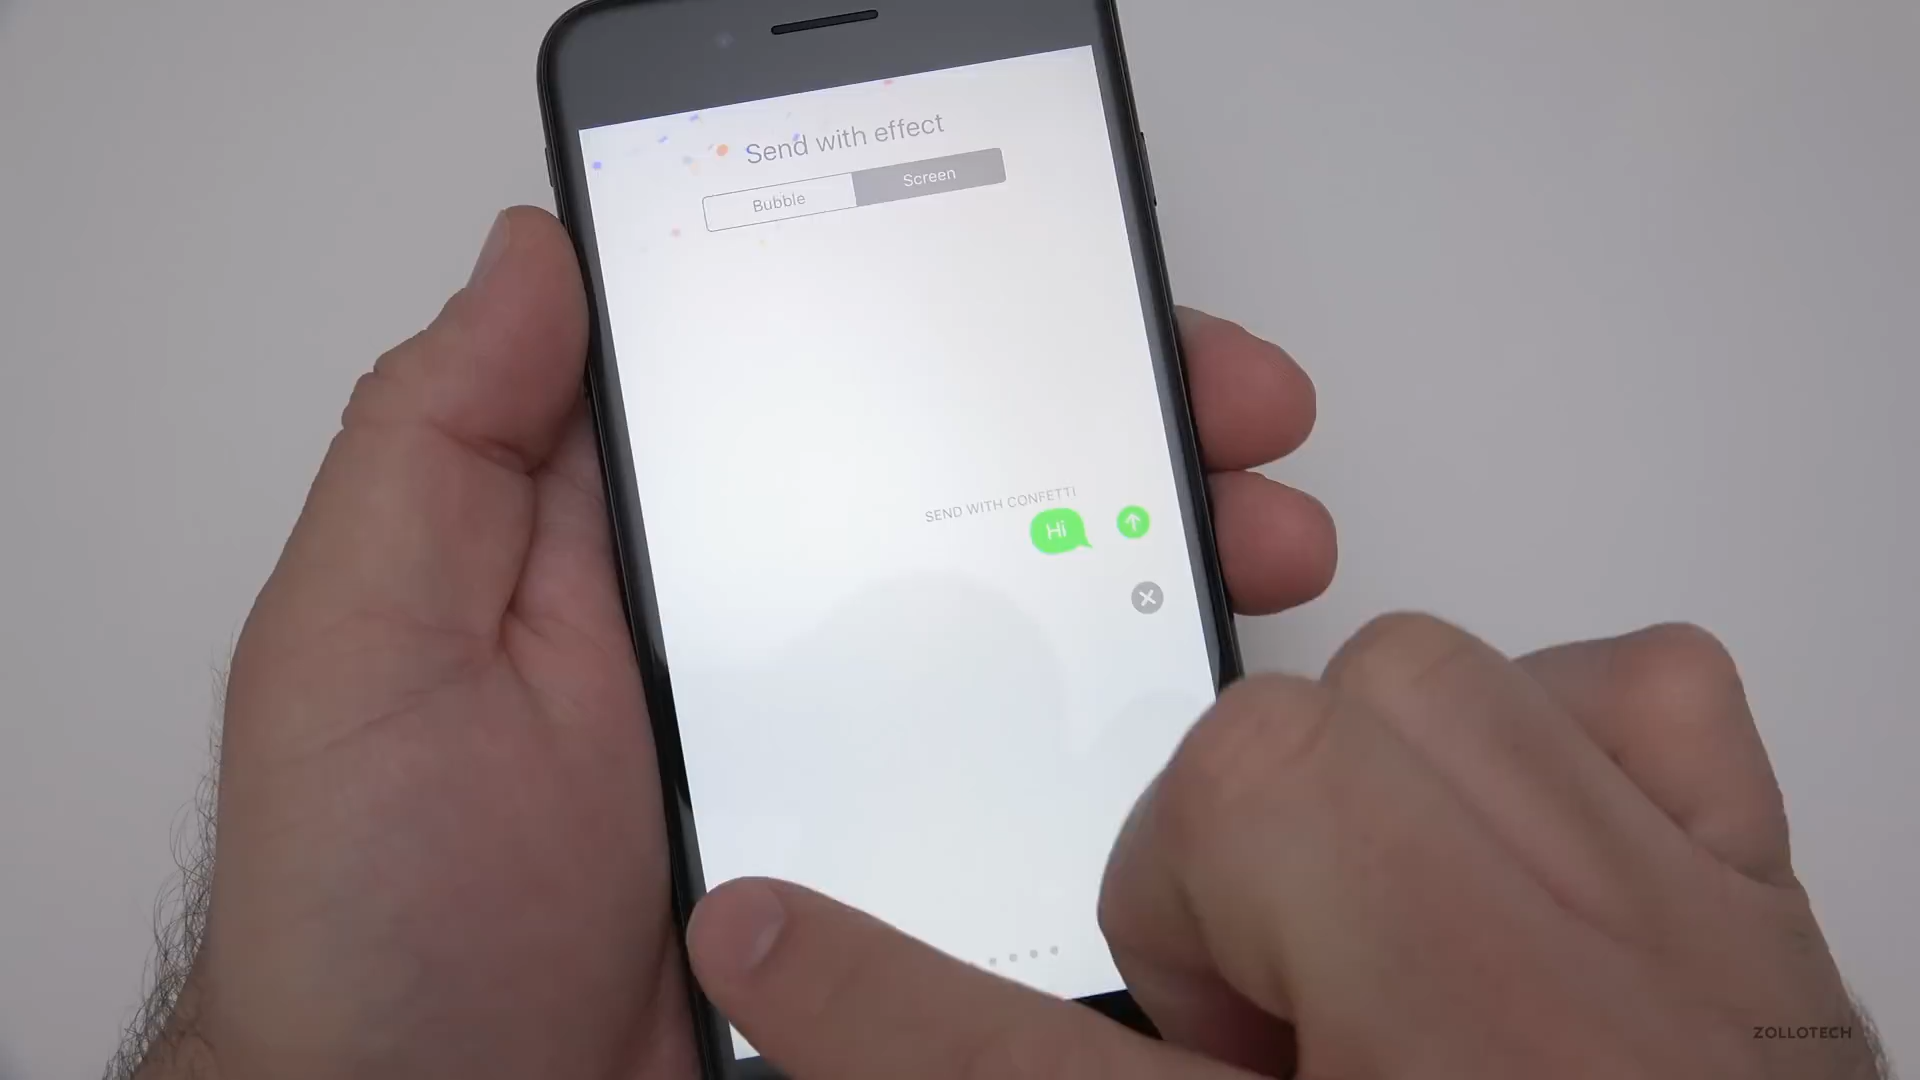 Send with effect
Bubble
Screen
SEND WITH CONFETTI
Hi
ZOLLOTECH